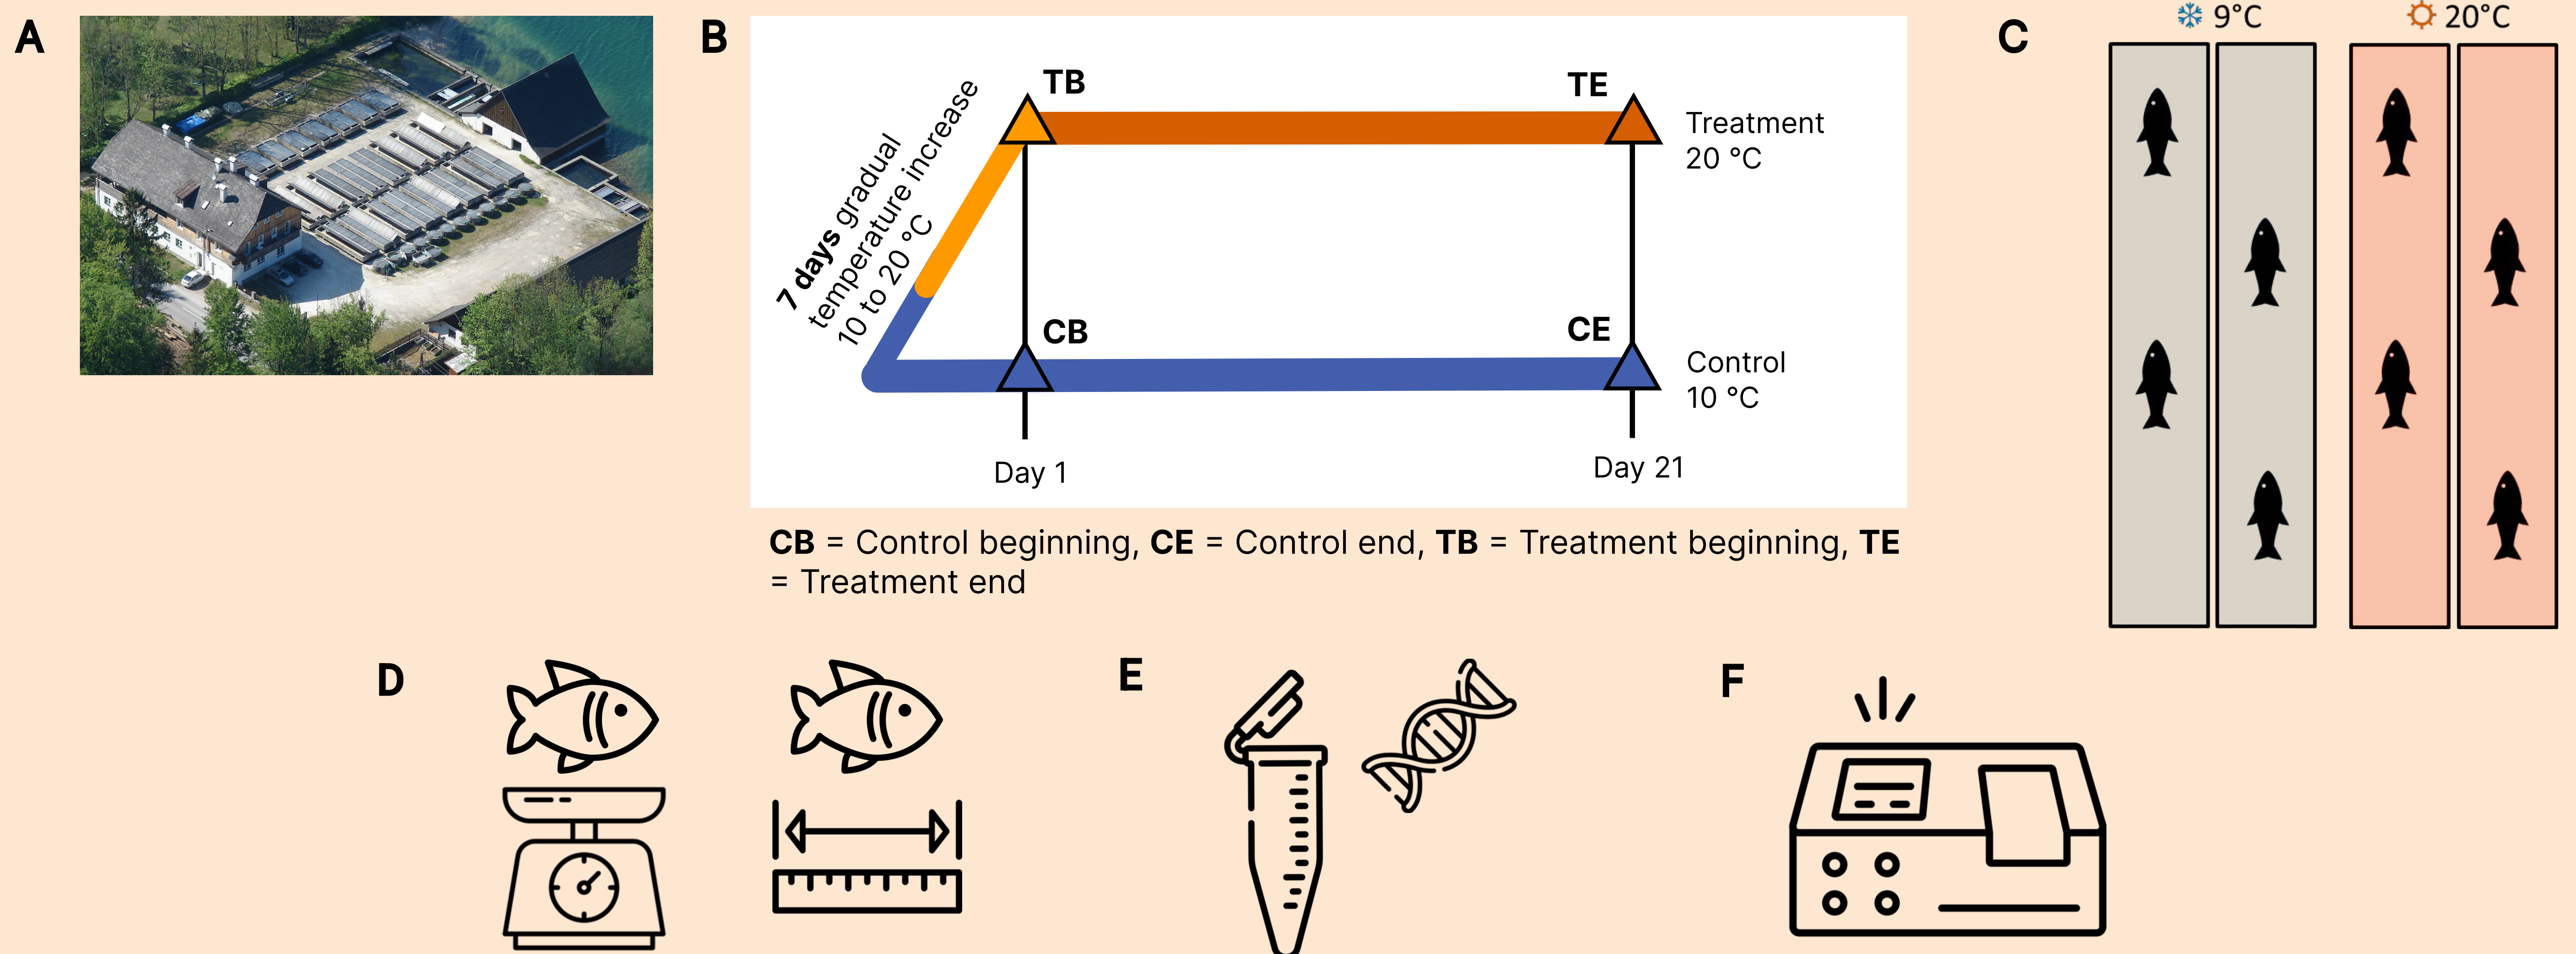 A
B
TB
TE
7 days gradual
temperature increase
10 to 20 °C
Treatment
20 °C
CB
CE
Control
10 °C
Day 1
Day 21
CB = Control beginning, CE = Control end, TB = Treatment beginning, TE
= Treatment end
C
9°C
20°C
D
E
F